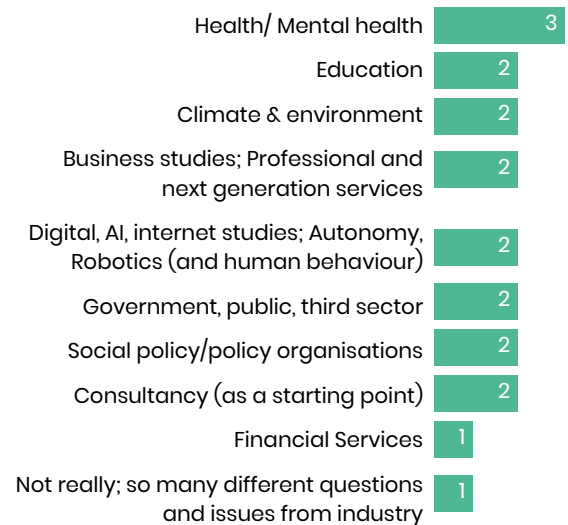 Health/ Mental health 3
Education 2
Climate & environment 2
Business studies; Professional and
next generation services 2
Digital, AI, internet studies; Autonomy,
Robotics (and human behaviour) 2
Government, public, third sector 2
Social policy/policy organisations 2
Consultancy (as a starting point) 2
Financial Services 1
Not really; so many different questions
and issues from industry 1